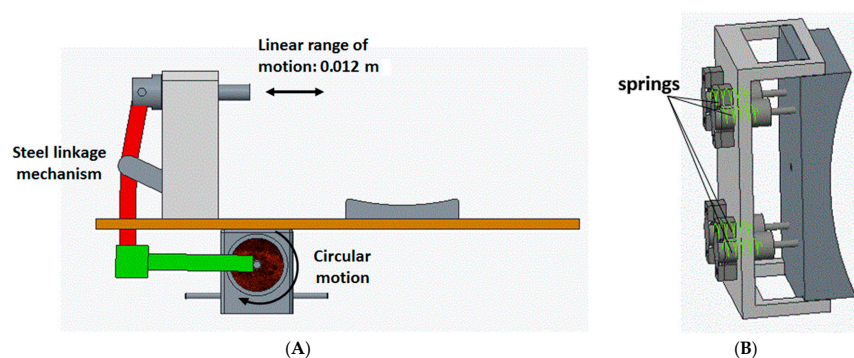 Linear range of
motion: 0.012 m
springs
Steel linkage
mechanism
Circular
motion
(A)
(B)